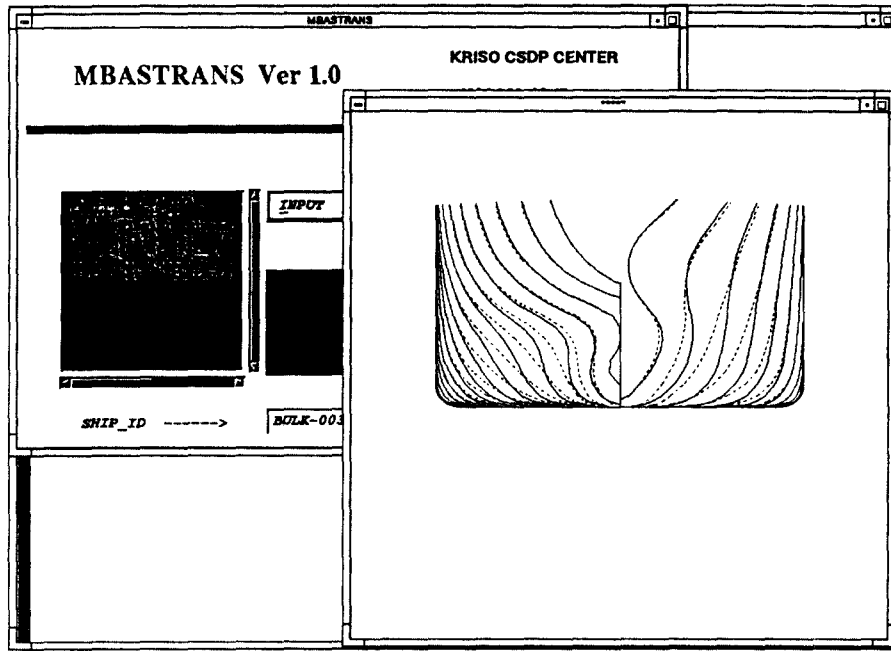 MBASTRANS
MBASTRANS Ver 1.0
KRISO CSDP CENTER
INPUT
SHIP_ID ------>
BULK-003